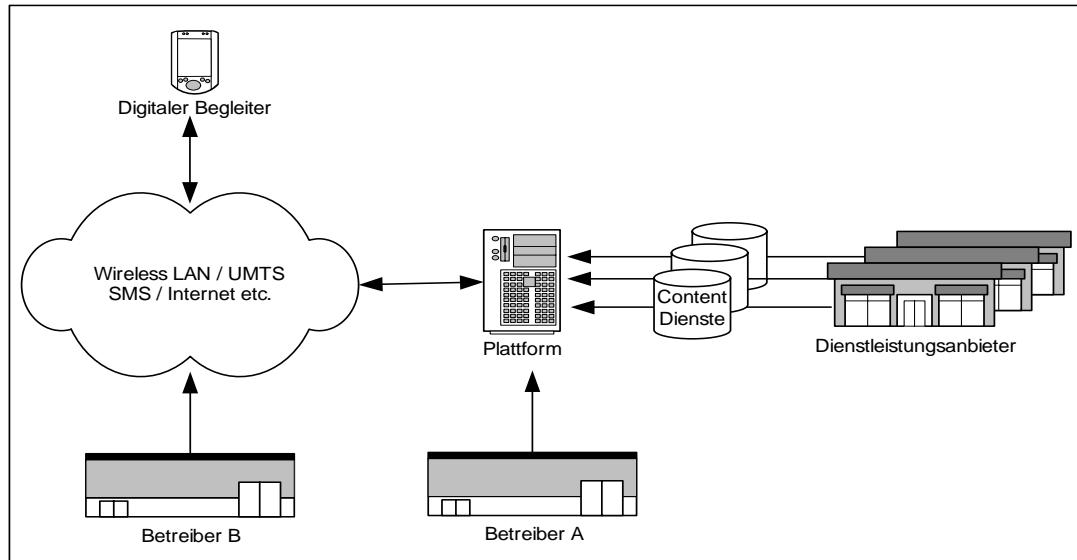 Digitaler Begleiter
Wireless LAN / UMTS
SMS / Internet etc.
Content
Dienste
Plattform
Dienstleistungsanbieter
Betreiber B
Betreiber A